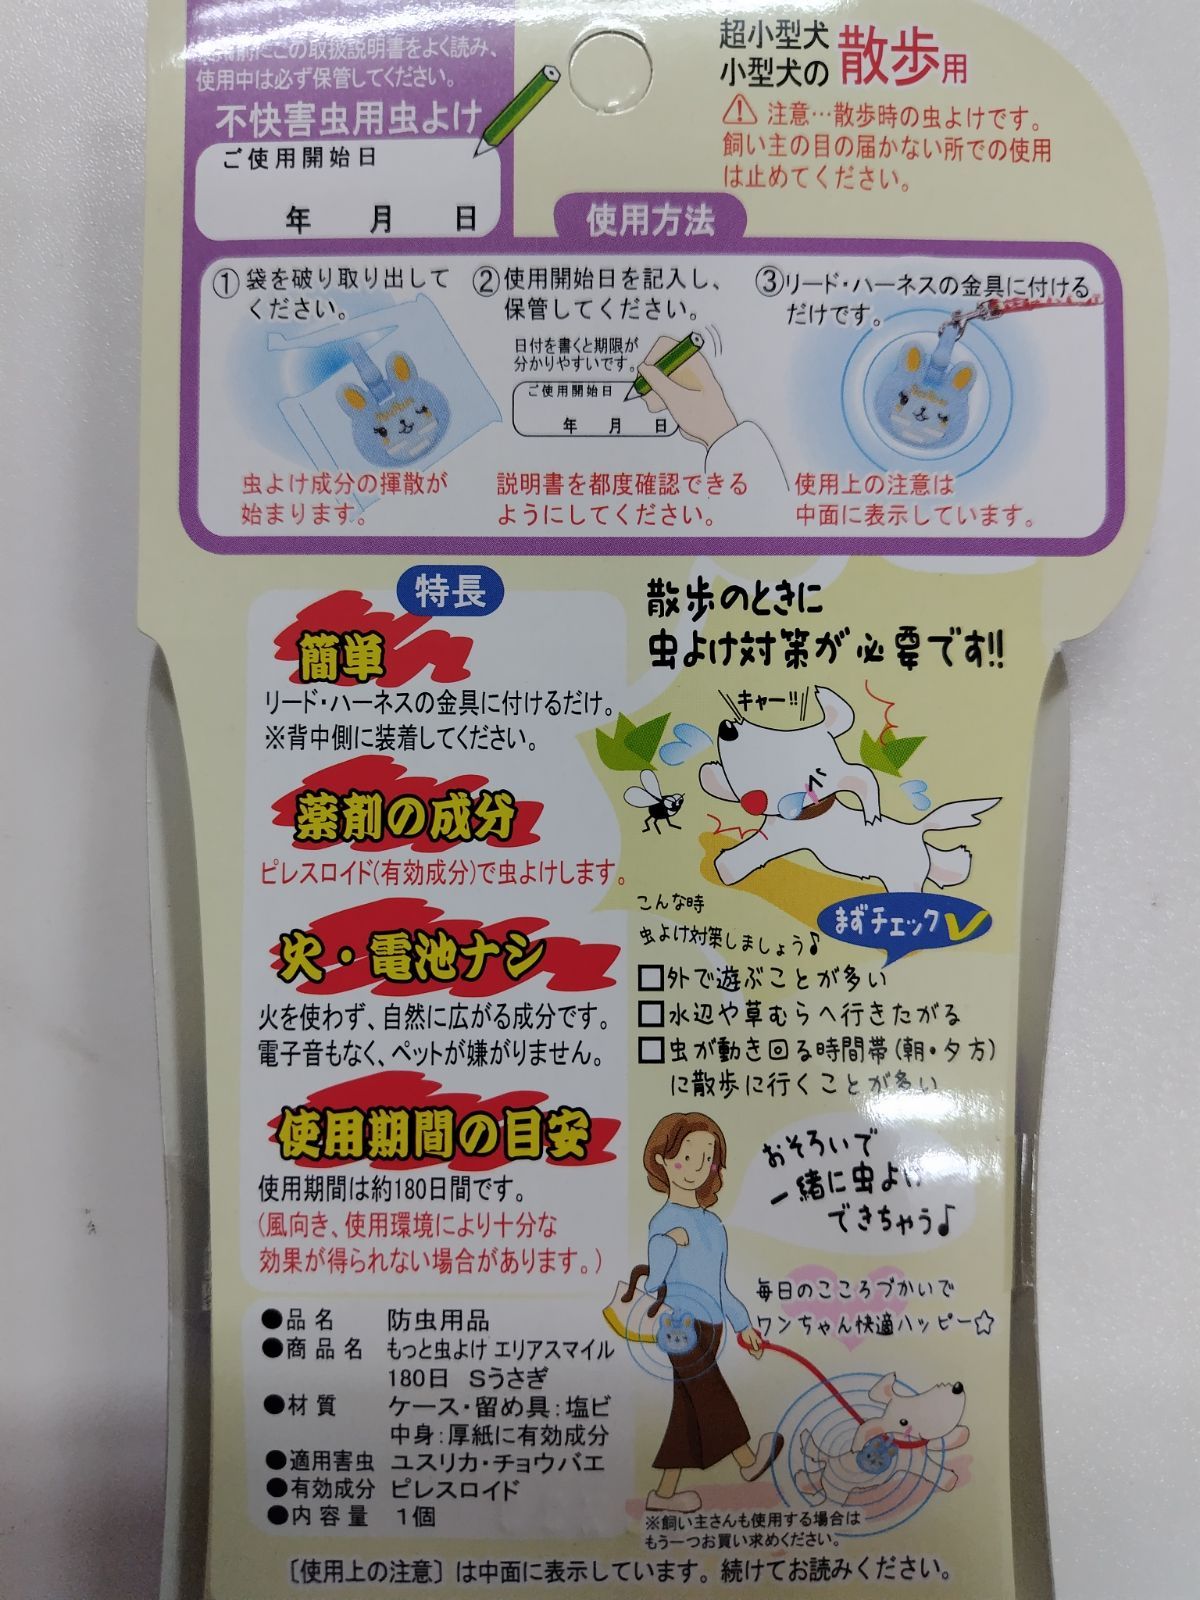 この取扱説明書をよく読み、
使用中は必ず保管してください。
不快害虫用虫よけ
ご使用開始日
年 月 日
超小型犬
小型犬の 散歩用
⚠ 注意…散歩時の虫よけです。
飼い主の目の届かない所での使用
は止めてください。
使用方法
①袋を破り取り出して
ください。
虫よけ成分の揮散が
始まります。
②使用開始日を記入し、
保管してください。
日付を書くと期限が
分かりやすいです。
ご使用開始日
年 月 日
説明書を都度確認できる
ようにしてください。
③リード・ハーネスの金具に付ける
だけです。
使用上の注意は
中面に表示しています。
特長
簡単
リード・ハーネスの金具に付けるだけ。
※背中側に装着してください。
薬剤の成分
ピレスロイド(有効成分)で虫よけします。
火・電池ナシ
火を使わず、自然に広がる成分です。
電子音もなく、ペットが嫌がりません。
使用期間の目安
使用期間は約180日間です。
(風向き、使用環境により十分な
効果が得られない場合があります。)
散歩のときに
虫よけ対策が必要です!!
キャー!!
こんな時
虫よけ対策しましょう♪
まずチェック✓
□外で遊ぶことが多い
□水辺や草むらへ行きたがる
□虫が動き回る時間帯(朝・夕方)
に散歩に行くことが多い
おそろいで
一緒に虫よけ
できちゃう♪
毎日のこころづかいで
ワンちゃん快適ハッピー☆
※飼い主さんも使用する場合は
もう一つお買い求めください。
●品名 防虫用品
●商品名 もっと虫よけ エリアスマイル
180日 Sうさぎ
●材質 ケース・留め具:塩ビ
中身:厚紙に有効成分
●適用害虫 ユスリカ・チョウバエ
●有効成分 ピレスロイド
●内容量 1個
〔使用上の注意〕は中面に表示しています。続けてお読みください。